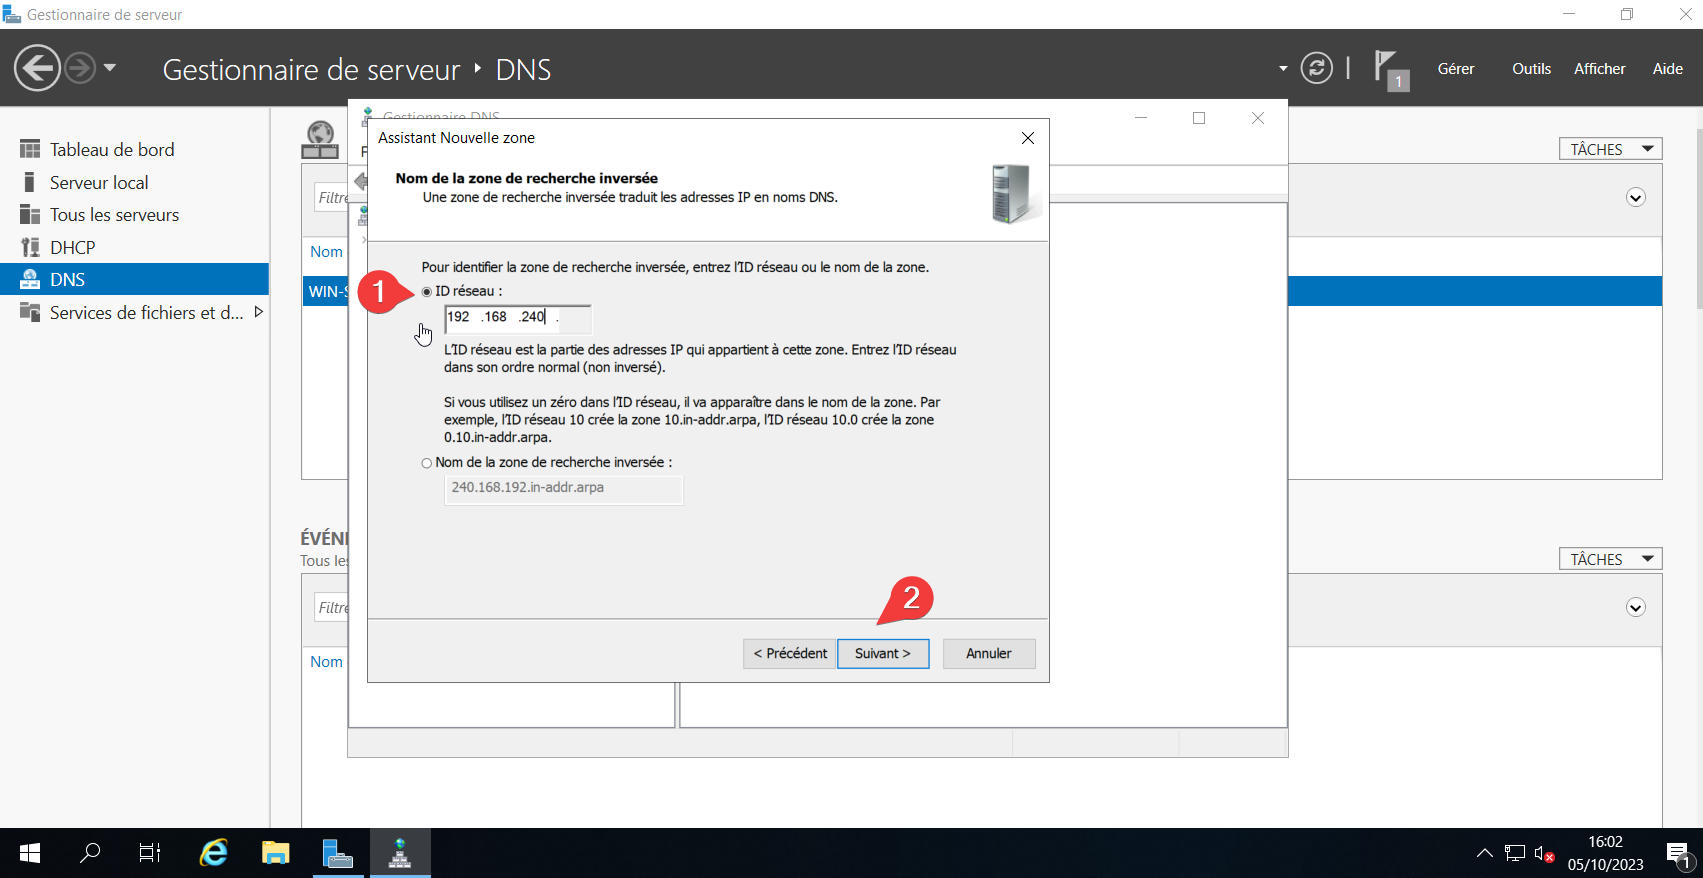 Gestionnaire de serveur
Gestionnaire de serveur ‣ DNS
1
Gérer
Outils
Afficher
Aide
Tableau de bord
Serveur local
Tous les serveurs
DHCP
DNS
Services de fichiers et d...
TÂCHES
Filtre
Nom
WIN-S
Gestionnaire DNS
F
Assistant Nouvelle zone
Nom de la zone de recherche inversée
Une zone de recherche inversée traduit les adresses IP en noms DNS.
Pour identifier la zone de recherche inversée, entrez l'ID réseau ou le nom de la zone.
1
ID réseau :
192 .168 .240 .
L'ID réseau est la partie des adresses IP qui appartient à cette zone. Entrez l'ID réseau
dans son ordre normal (non inversé).
Si vous utilisez un zéro dans l'ID réseau, il va apparaître dans le nom de la zone. Par
exemple, l'ID réseau 10 crée la zone 10.in-addr.arpa, l'ID réseau 10.0 crée la zone
0.10.in-addr.arpa.
Nom de la zone de recherche inversée :
240.168.192.in-addr.arpa
2
< Précédent
Suivant >
Annuler
ÉVÉN
Tous les
TÂCHES
Filtre
Nom
16:02
05/10/2023
1